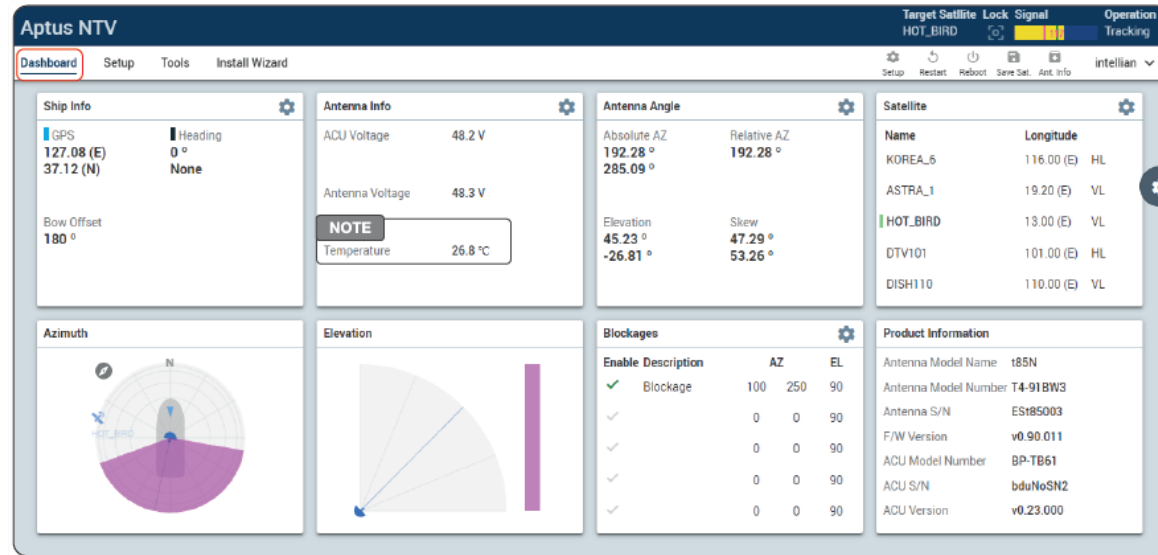 Aptus NTV
Target Satllite Lock Signal Operation
HOT_BIRD Tracking
Dashboard Setup Tools Install Wizard
Setup Restart Reboot Save Sat. Ant. Info intellian
Ship Info
GPS Heading
127.08 (E) 0 °
37.12 (N) None
Bow Offset
180 °
Antenna Info
ACU Voltage 48.2 V
Antenna Voltage 48.3 V
NOTE
Temperature 26.8 °C
Antenna Angle
Absolute AZ Relative AZ
192.28 ° 192.28 °
285.09 °
Elevation Skew
45.23 ° 47.29 °
-26.81 ° 53.26 °
Satellite
Name Longitude
KOREA_6 116.00 (E) HL
ASTRA_1 19.20 (E) VL
HOT_BIRD 13.00 (E) VL
DTV101 101.00 (E) HL
DISH110 110.00 (E) VL
Azimuth
N
HOT_BIRD
Elevation
Blockages
Enable Description AZ EL
Blockage 100 250 90
0 0 90
0 0 90
0 0 90
0 0 90
Product Information
Antenna Model Name t85N
Antenna Model Number T4-91BW3
Antenna S/N ESt85003
F/W Version v0.90.011
ACU Model Number BP-TB61
ACU S/N bduNoSN2
ACU Version v0.23.000